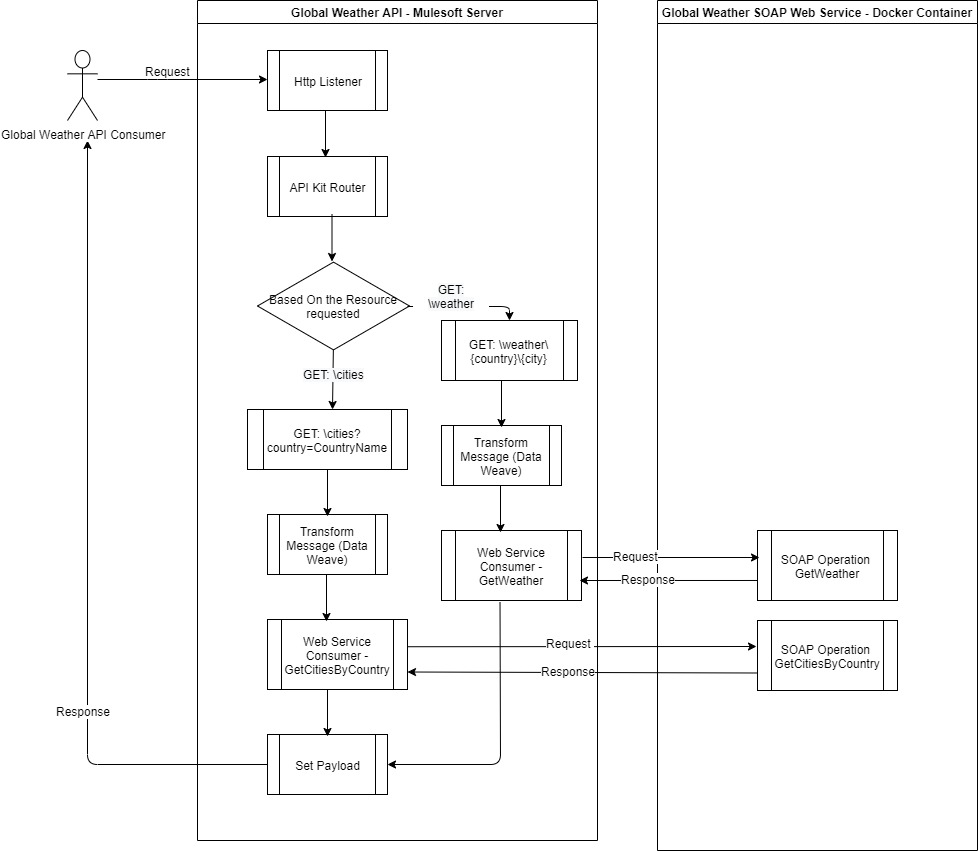 Global Weather API - Mulesoft Server
Global Weather SOAP Web Service - Docker Container
Request
Http Listener
Global Weather API Consumer
API Kit Router
Based On the Resource
requested
GET:
\weather
GET: \weather\
{country}\{city}
GET: \cities
GET: \cities?
country=CountryName
Transform
Message (Data
Weave)
Transform
Message (Data
Weave)
Web Service
Consumer -
GetWeather
Request
Response
SOAP Operation
GetWeather
Web Service
Consumer -
GetCitiesByCountry
Request
Response
SOAP Operation
GetCitiesByCountry
Response
Set Payload